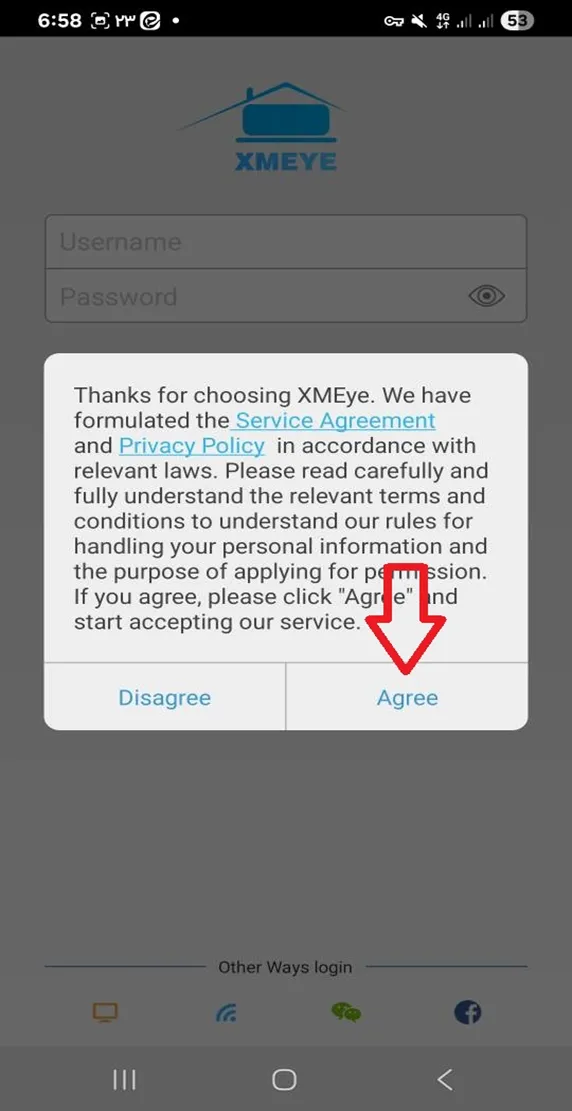 6:58 ۲۳ 4G 53
XMEYE
Username
Password
Thanks for choosing XMEye. We have
formulated the Service Agreement
and Privacy Policy in accordance with
relevant laws. Please read carefully and
fully understand the relevant terms and
conditions to understand our rules for
handling your personal information and
the purpose of applying for permission.
If you agree, please click "Agree" and
start accepting our service.
Disagree Agree
Other Ways login